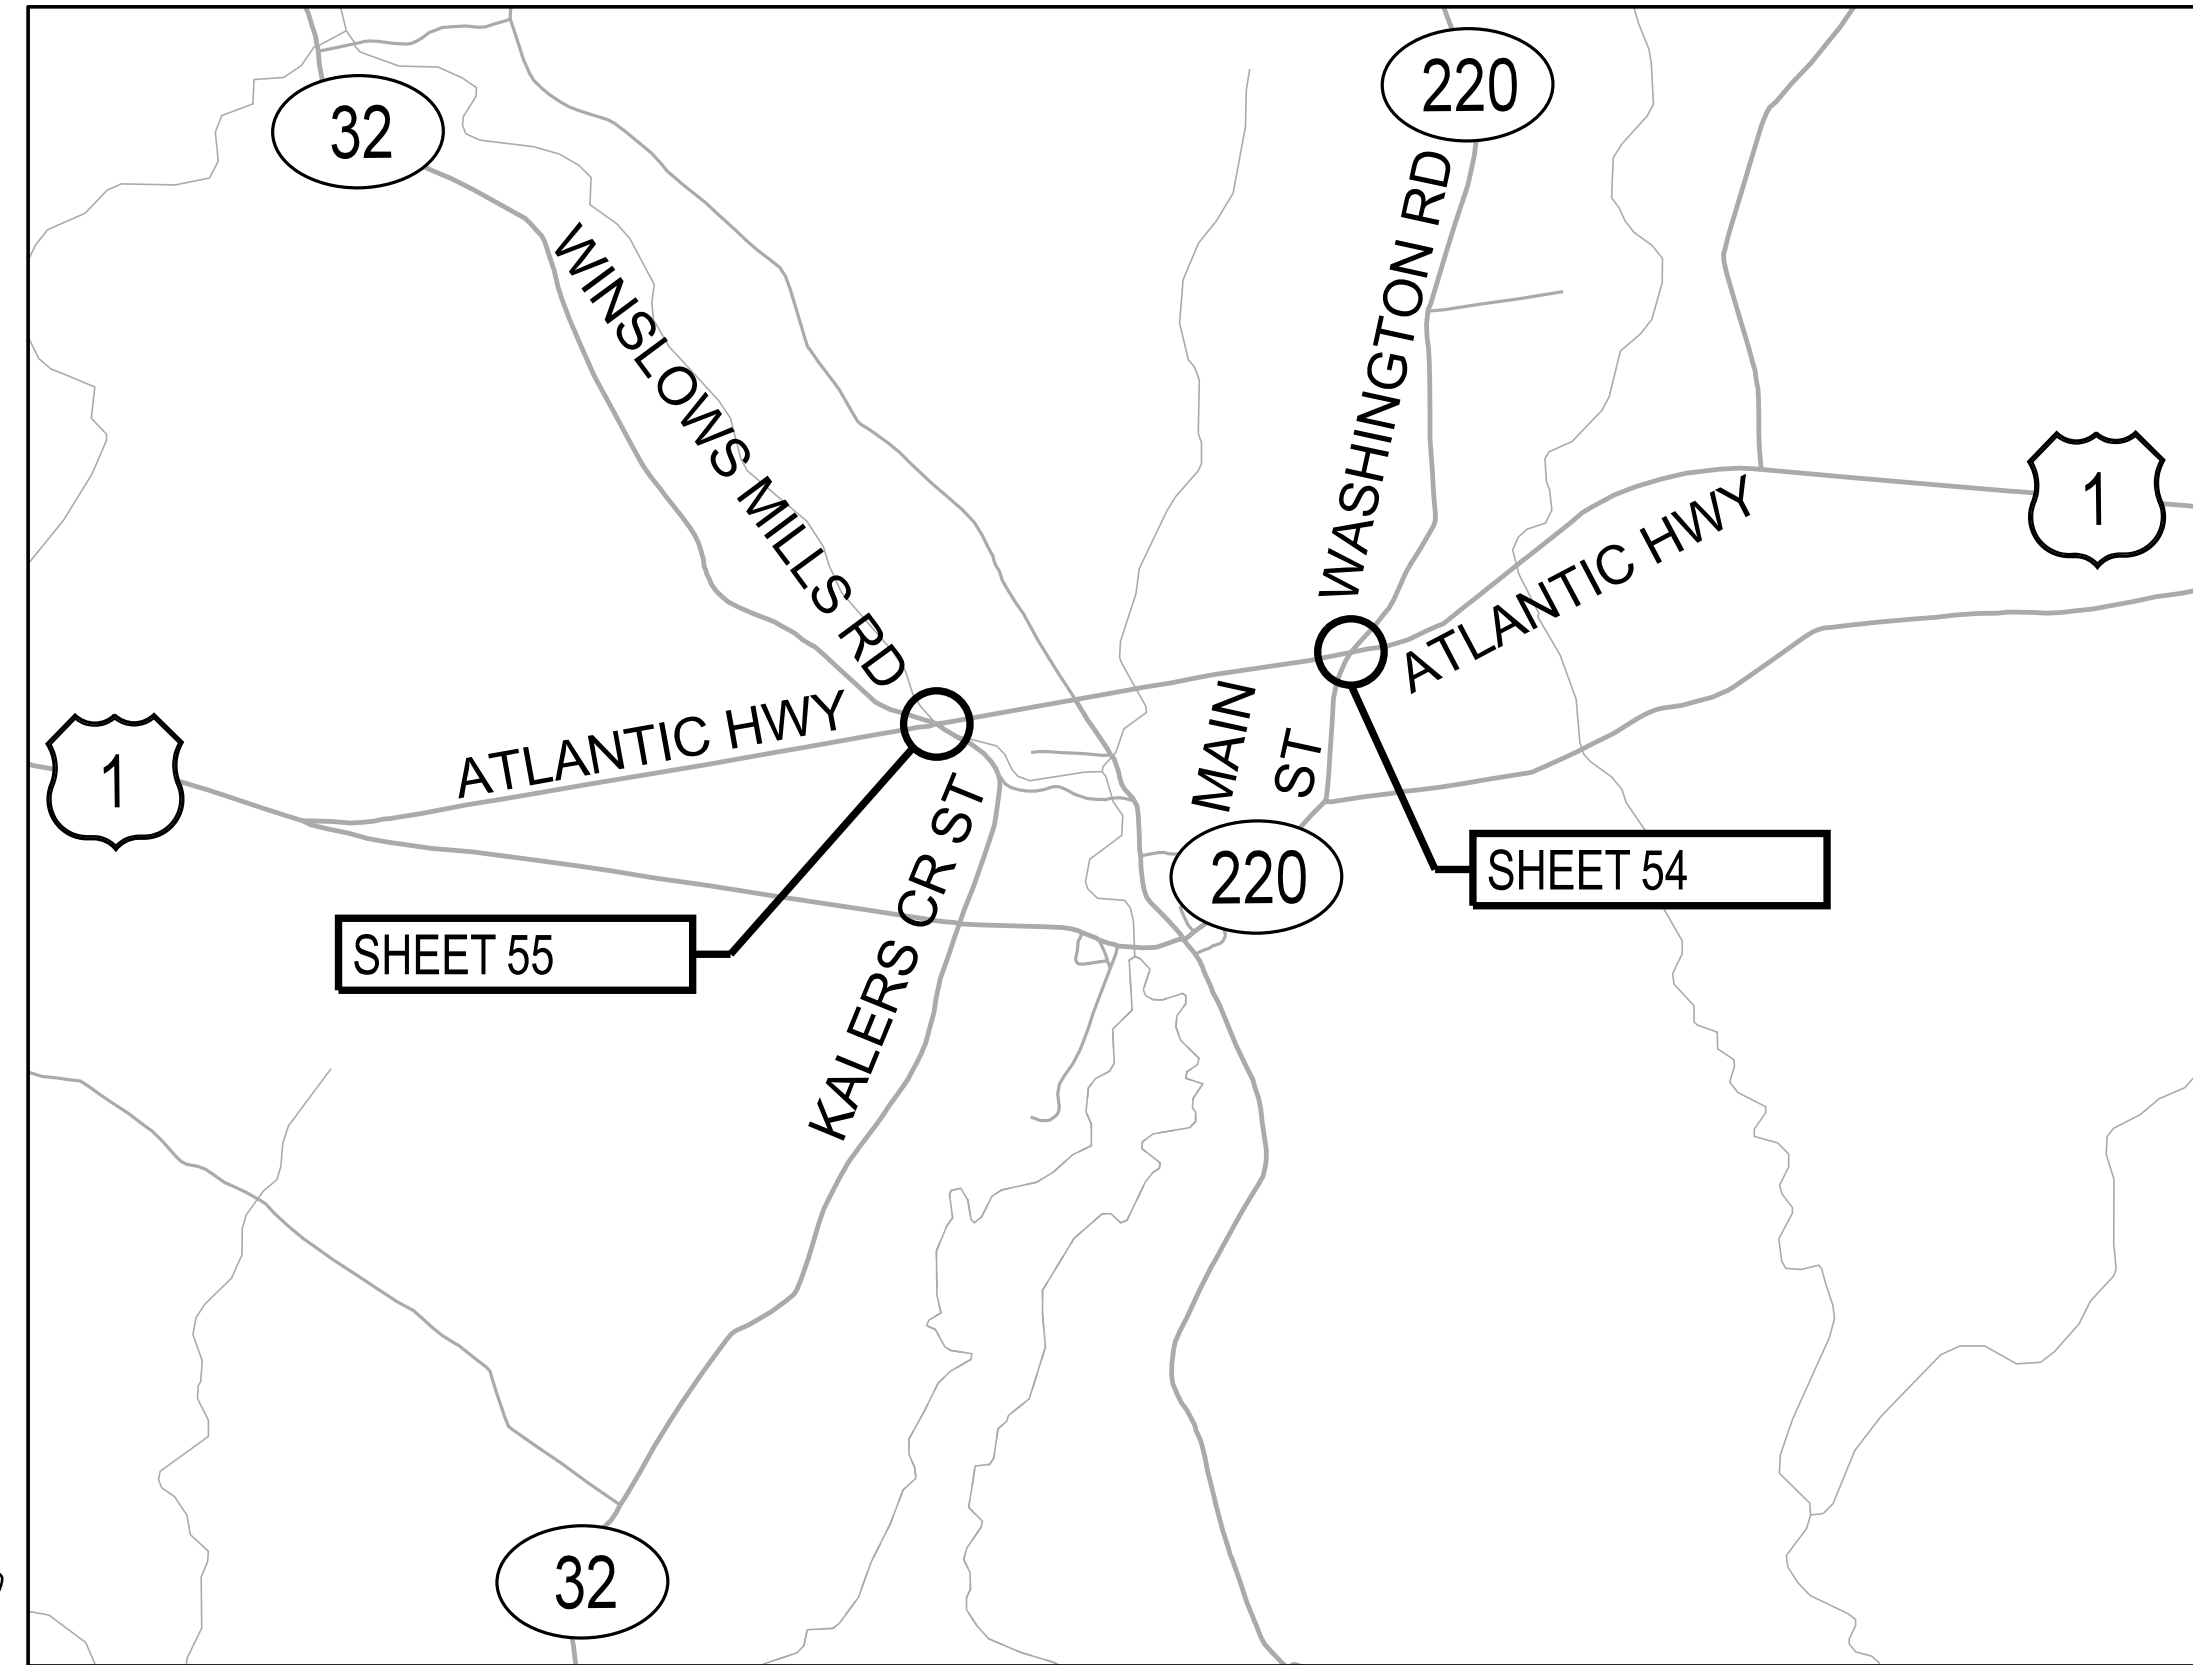 220
32
WASHINGTON RD
WINSLOWS MILLS RD
1
ATLANTIC HWY
ATLANTIC HWY
1
MAIN
ST
KALERS CR ST
220
SHEET 54
SHEET 55
32